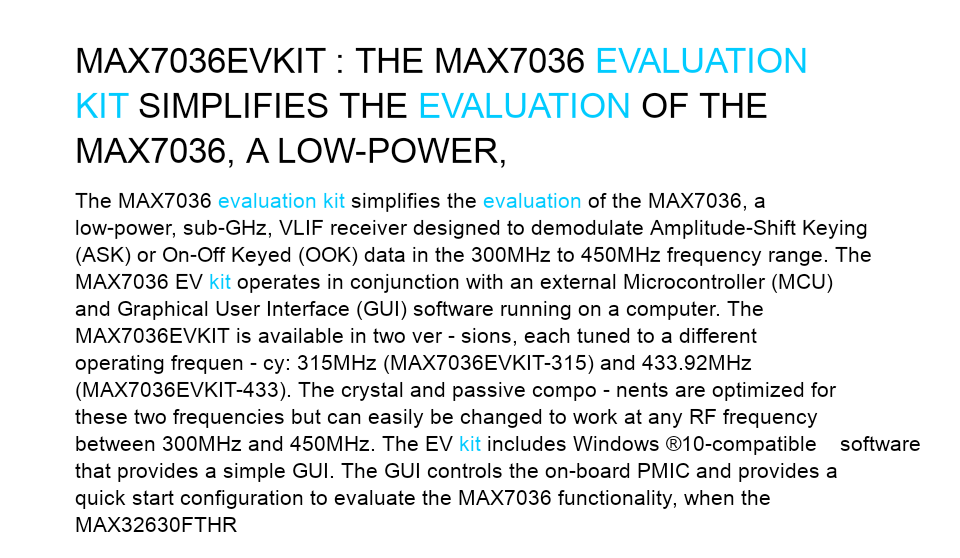 MAX7036EVKIT : THE MAX7036 EVALUATION
KIT SIMPLIFIES THE EVALUATION OF THE
MAX7036, A LOW-POWER,
The MAX7036 evaluation kit simplifies the evaluation of the MAX7036, a
low-power, sub-GHz, VLIF receiver designed to demodulate Amplitude-Shift Keying
(ASK) or On-Off Keyed (OOK) data in the 300MHz to 450MHz frequency range. The
MAX7036 EV kit operates in conjunction with an external Microcontroller (MCU)
and Graphical User Interface (GUI) software running on a computer. The
MAX7036EVKIT is available in two ver - sions, each tuned to a different
operating frequen - cy: 315MHz (MAX7036EVKIT-315) and 433.92MHz
(MAX7036EVKIT-433). The crystal and passive compo - nents are optimized for
these two frequencies but can easily be changed to work at any RF frequency
between 300MHz and 450MHz. The EV kit includes Windows ®10-compatible software
that provides a simple GUI. The GUI controls the on-board PMIC and provides a
quick start configuration to evaluate the MAX7036 functionality, when the
MAX32630FTHR